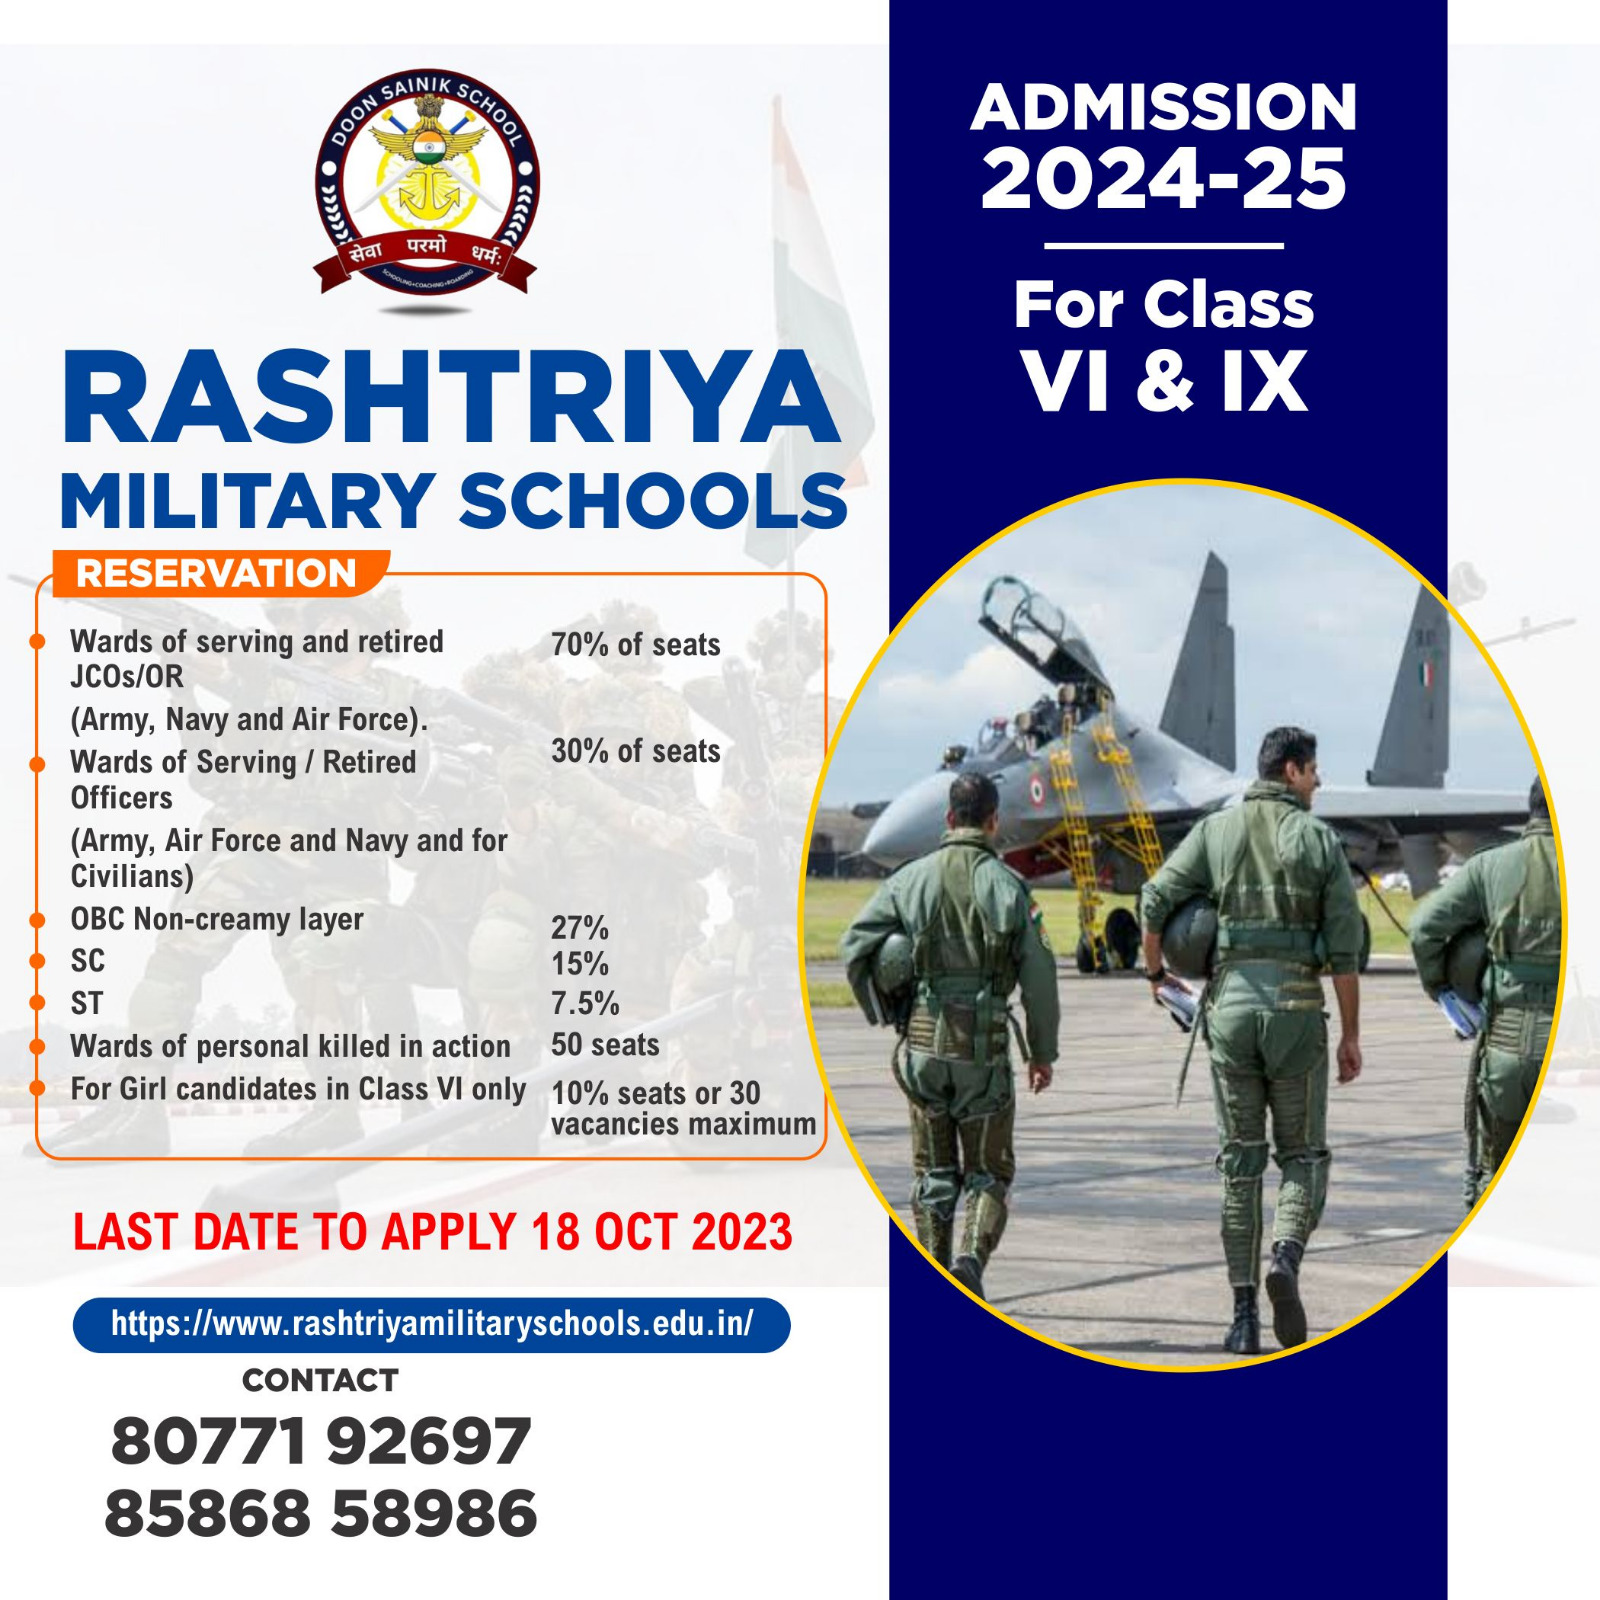 DOON SAINIK SCHOOL
सेवा परमो धर्म:
SCHOOLING•COACHING•BOARDING
RASHTRIYA
MILITARY SCHOOLS
RESERVATION
Wards of serving and retired 70% of seats
JCOs/OR
(Army, Navy and Air Force).
Wards of Serving / Retired 30% of seats
Officers
(Army, Air Force and Navy and for
Civilians)
OBC Non-creamy layer 27%
SC 15%
ST 7.5%
Wards of personal killed in action 50 seats
For Girl candidates in Class VI only 10% seats or 30
vacancies maximum
LAST DATE TO APPLY 18 OCT 2023
https://www.rashtriyamilitaryschools.edu.in/
CONTACT
80771 92697
85868 58986
ADMISSION
2024-25
For Class
VI & IX